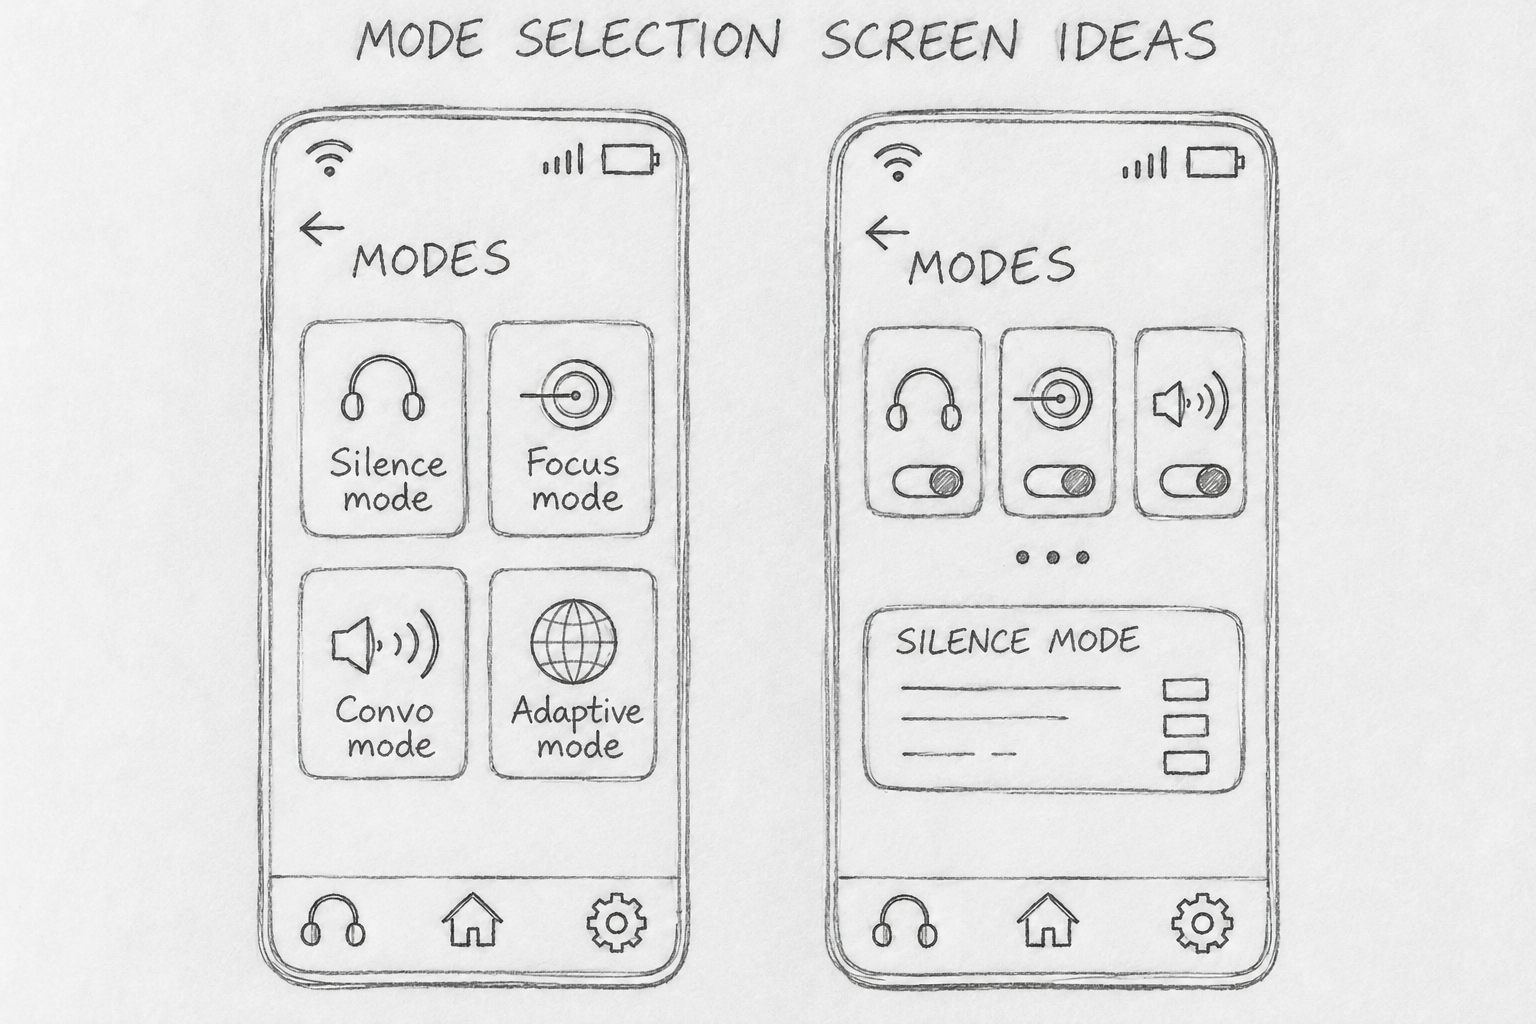 MODE SELECTION SCREEN IDEAS
MODES
Silence
mode
Focus
mode
Convo
mode
Adaptive
mode
MODES
SILENCE MODE